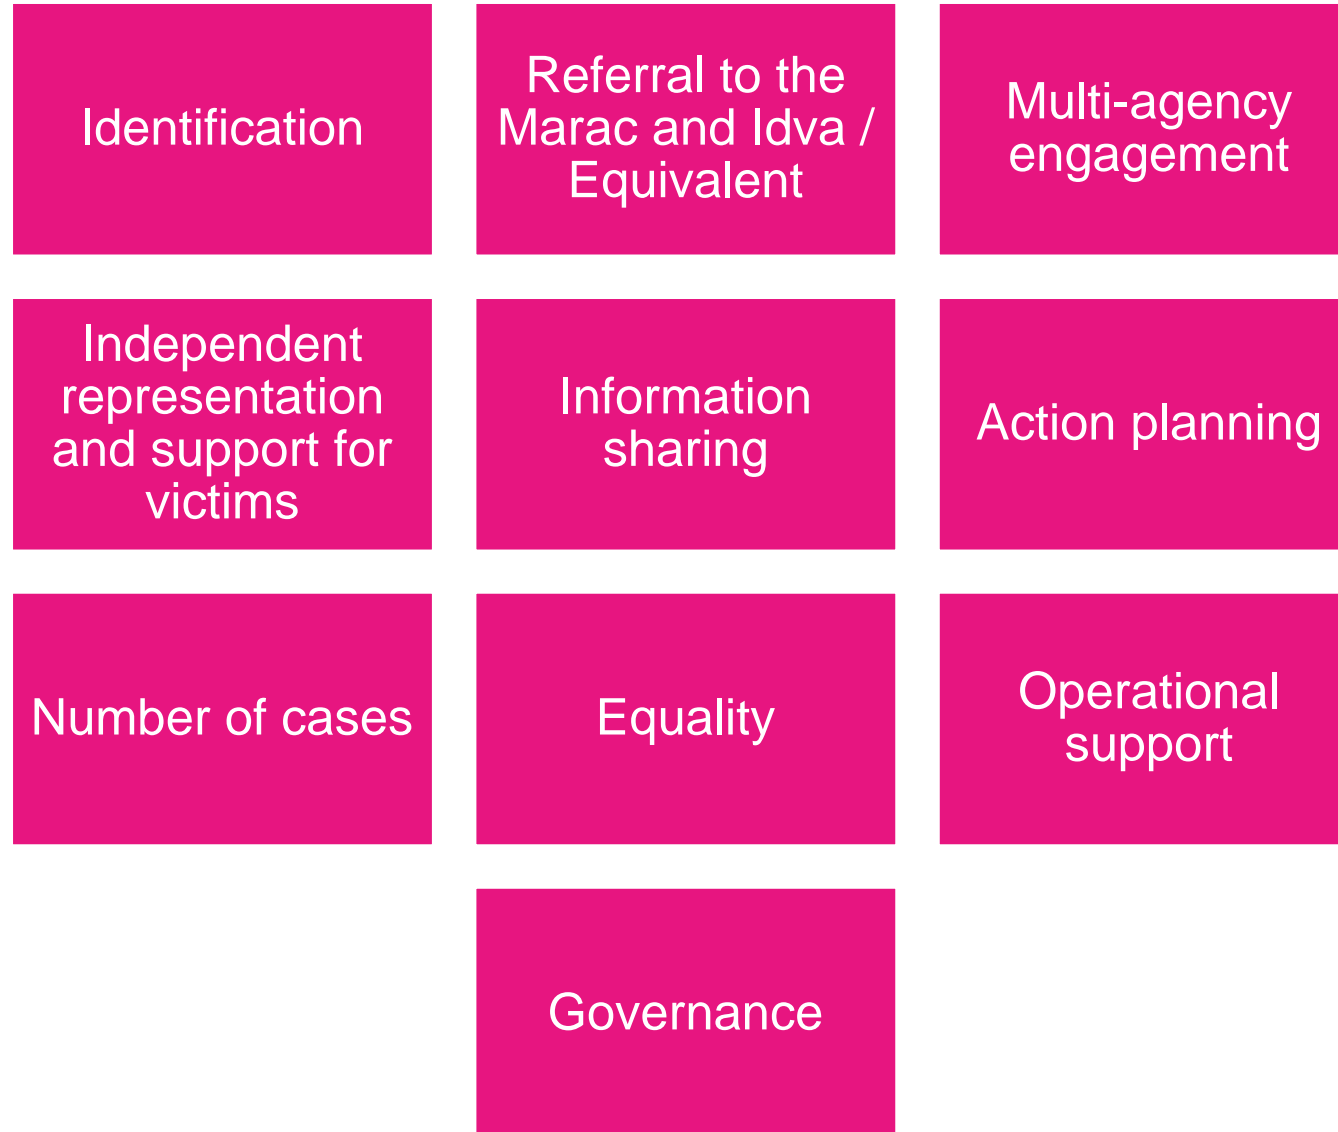 Identification
Referral to the
Marac and Idva /
Equivalent
Multi-agency
engagement
Independent
representation
and support for
victims
Information
sharing
Action planning
Number of cases
Equality
Operational
support
Governance